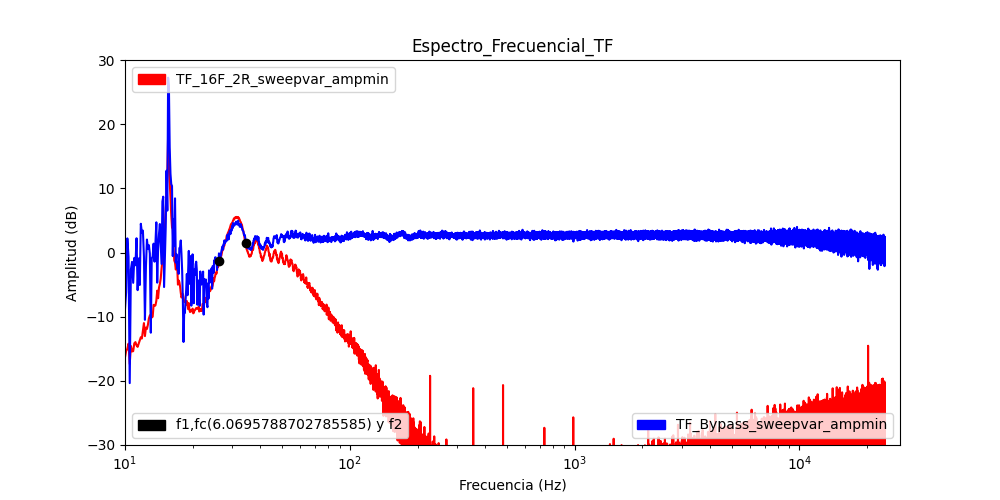 Espectro_Frecuencial_TF
30
20
10
0
−10
−20
−30
Amplitud (dB)
TF_16F_2R_sweepvar_ampmin
f1,fc(6.0695788702785585) y f2
TF_Bypass_sweepvar_ampmin
10¹
10²
10³
10⁴
Frecuencia (Hz)